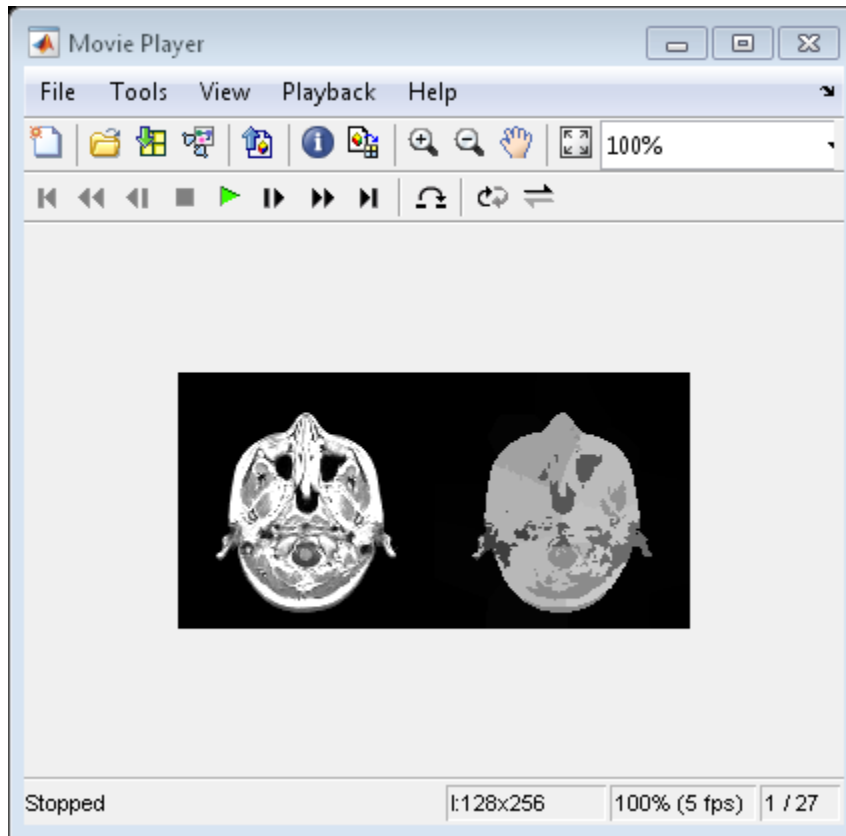 Movie Player
File Tools View Playback Help
100%
Stopped I:128x256 100% (5 fps) 1 / 27